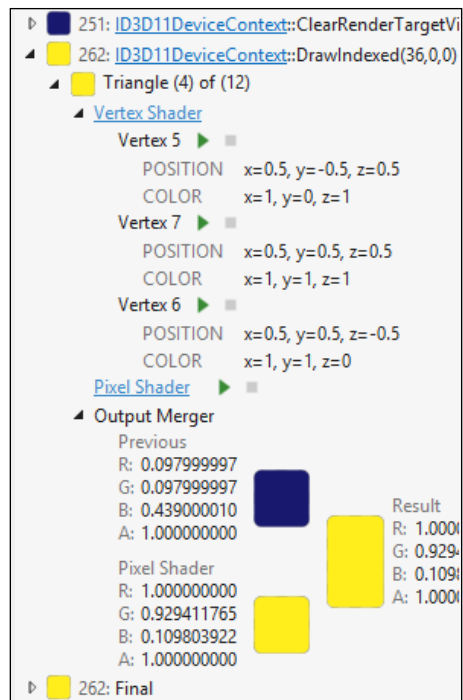 251: ID3D11DeviceContext::ClearRenderTargetVi
262: ID3D11DeviceContext::DrawIndexed(36,0,0)
Triangle (4) of (12)
Vertex Shader
Vertex 5
POSITION x=0.5, y=-0.5, z=0.5
COLOR x=1, y=0, z=1
Vertex 7
POSITION x=0.5, y=0.5, z=0.5
COLOR x=1, y=1, z=1
Vertex 6
POSITION x=0.5, y=0.5, z=-0.5
COLOR x=1, y=1, z=0
Pixel Shader
Output Merger
Previous
R: 0.097999997
G: 0.097999997
B: 0.439000010
A: 1.000000000
Pixel Shader
R: 1.000000000
G: 0.929411765
B: 0.109803922
A: 1.000000000
Result
R: 1.000
G: 0.929
B: 0.109
A: 1.000
262: Final